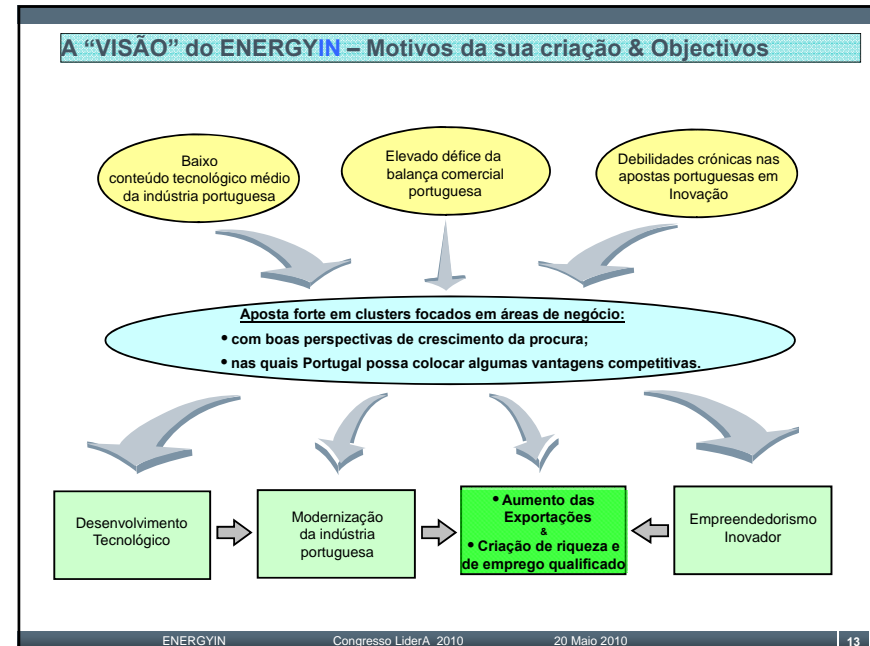 A “VISÃO” do ENERGYIN – Motivos da sua criação & Objectivos
Baixo
conteúdo tecnológico médio
da indústria portuguesa
Elevado défice da
balança comercial
portuguesa
Debilidades crónicas nas
apostas portuguesas em
Inovação
Aposta forte em clusters focados em áreas de negócio:
• com boas perspectivas de crescimento da procura;
• nas quais Portugal possa colocar algumas vantagens competitivas.
Desenvolvimento
Tecnológico
Modernização
da indústria
portuguesa
• Aumento das
Exportações
&
• Criação de riqueza e
de emprego qualificado
Empreendedorismo
Inovador
ENERGYIN Congresso LiderA 2010 20 Maio 2010 13